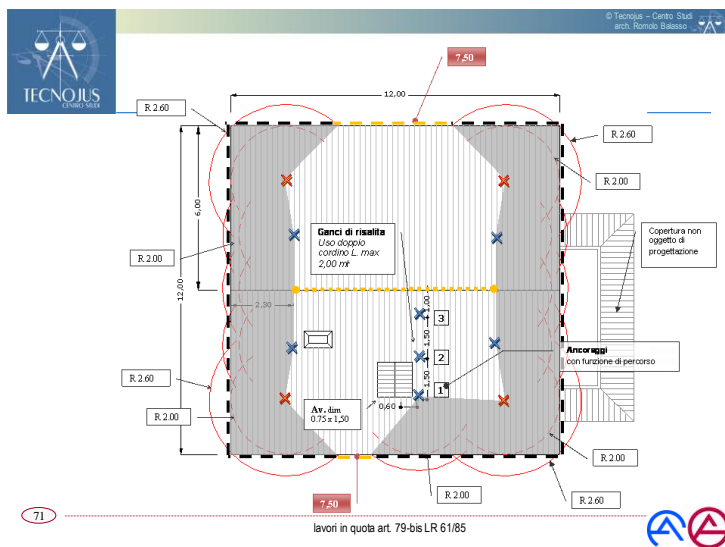 © Tecnojus – Centro Studi
arch. Romolo Balasso
TECNOJUS
CENTRO STUDI
7,50
12,00
R 2.60
R 2.60
R 2.00
6,00
12,00
Ganci di risalita
Uso doppio
cordino L. max
2,00 mt
Copertura non
oggetto di
progettazione
R 2.00
2,30
1,00
3
1,50
2
1,50
1
Ancoraggi
con funzione di percorso
R 2.60
R 2.00
Av. dim
0.75 x 1,50
0,60
R 2.00
R 2.00
R 2.60
7,50
71
lavori in quota art. 79-bis LR 61/85